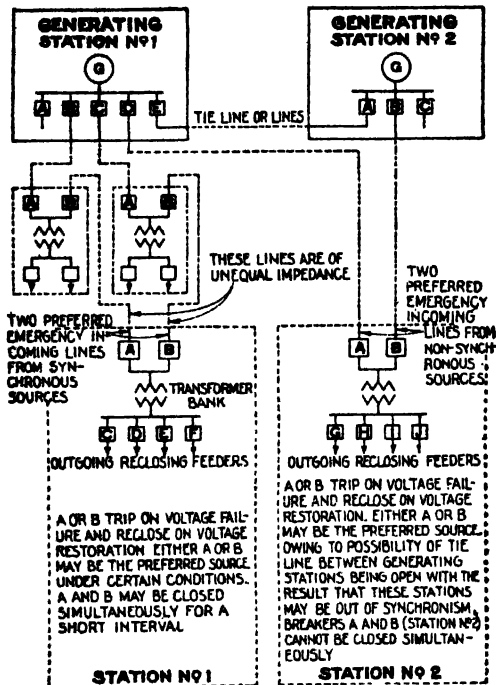 GENERATING
STATION Nº1
G
A B C D E
GENERATING
STATION Nº 2
G
A B C
TIE LINE OR LINES
A B
A B
THESE LINES ARE OF
UNEQUAL IMPEDANCE
TWO PREFERRED
EMERGENCY IN-
COMING LINES
FROM SYN-
CHRONOUS
SOURCES
A B
TRANSFORMER
BANK
C D E F
OUTGOING RECLOSING FEEDERS
A OR B TRIP ON VOLTAGE FAIL-
URE AND RECLOSE ON VOLTAGE
RESTORATION. EITHER A OR B
MAY BE THE PREFERRED SOURCE
UNDER CERTAIN CONDITIONS.
A AND B MAY BE CLOSED
SIMULTANEOUSLY FOR A
SHORT INTERVAL
STATION Nº 1
TWO
PREFERRED
EMERGENCY
INCOMING
LINES FROM
NON-SYNCH-
RONOUS
SOURCES.
A B
G H I J
OUTGOING RECLOSING FEEDERS
A OR B TRIP ON VOLTAGE FAIL-
URE AND RECLOSE ON VOLTAGE
RESTORATION. EITHER A OR B
MAY BE THE PREFERRED SOURCE.
OWING TO POSSIBILITY OF TIE
LINE BETWEEN GENERATING
STATIONS BEING OPEN WITH THE
RESULT THAT THESE STATIONS
MAY BE OUT OF SYNCHRONISM,
BREAKERS A AND B (STATION Nº2)
CANNOT BE CLOSED SIMULTAN-
EOUSLY
STATION Nº 2